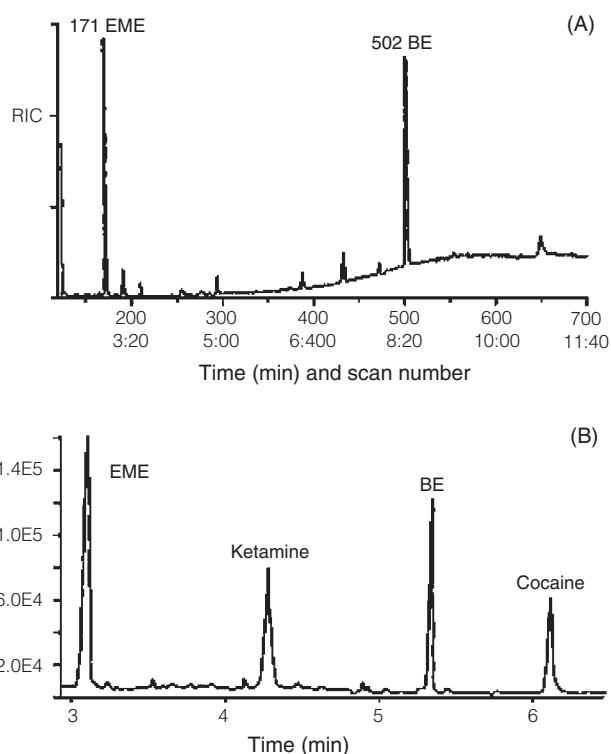 (A)
171 EME
502 BE
RIC
200 300 400 500 600 700
3:20 5:00 6:400 8:20 10:00 11:40
Time (min) and scan number
(B)
1.4E5
EME
BE
1.0E5
Ketamine
Cocaine
6.0E4
2.0E4
3 4 5 6
Time (min)